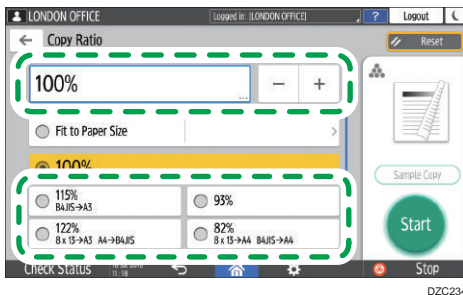 LONDON OFFICE Logged in: [LONDON OFFICE] ? Logout
← Copy Ratio Reset
100% ... − +
Fit to Paper Size >
100%
Sample Copy
115% 93%
B4JIS→A3
122% 82%
8 x 13→A3 A4→B4JIS 8 x 13→A4 B4JIS→A4
Start
Check Status Stop
11:18
DZC234